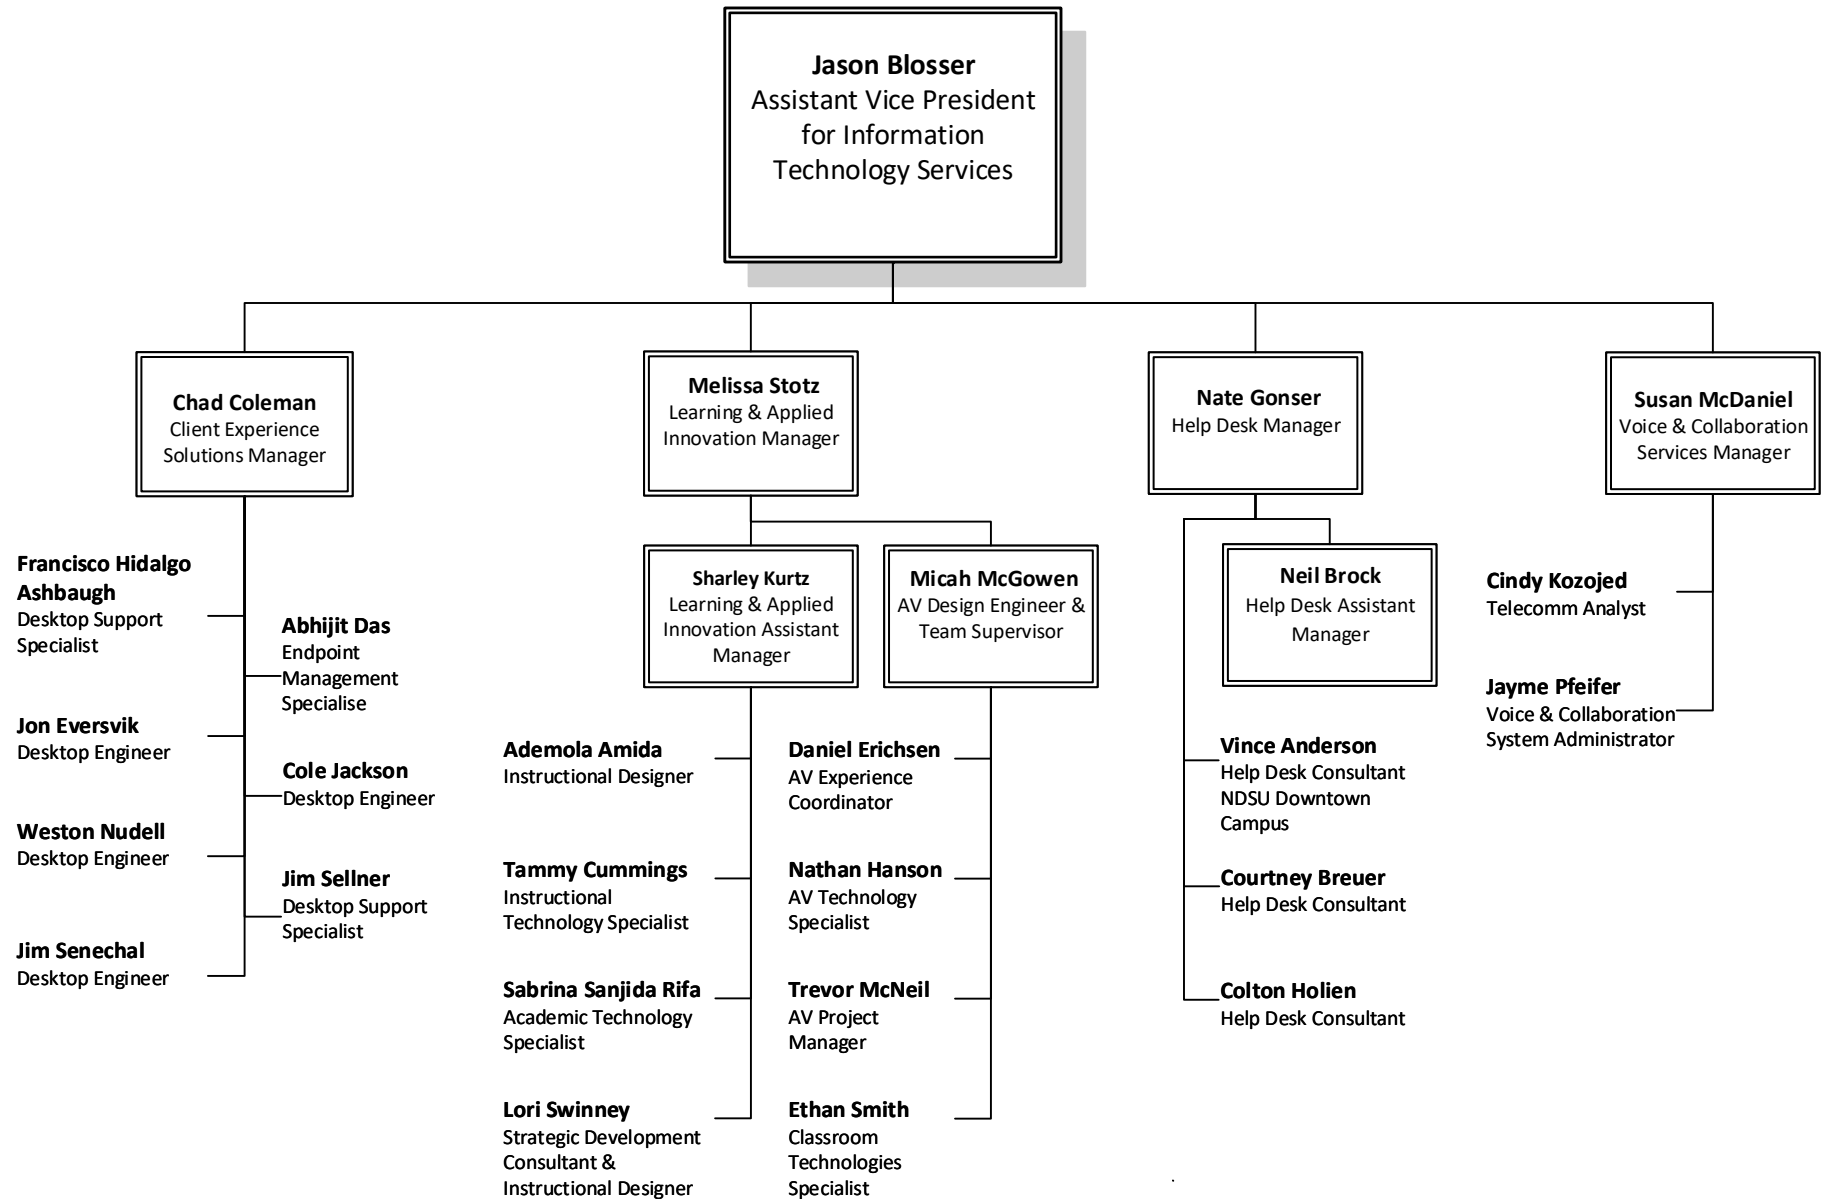 Jason Blosser
Assistant Vice President
for Information
Technology Services
Chad Coleman
Client Experience
Solutions Manager
Melissa Stotz
Learning & Applied
Innovation Manager
Nate Gonser
Help Desk Manager
Susan McDaniel
Voice & Collaboration
Services Manager
Francisco Hidalgo
Ashbaugh
Desktop Support
Specialist
Abhijit Das
Endpoint
Management
Specialise
Jon Eversvik
Desktop Engineer
Cole Jackson
Desktop Engineer
Weston Nudell
Desktop Engineer
Jim Sellner
Desktop Support
Specialist
Jim Senechal
Desktop Engineer
Sharley Kurtz
Learning & Applied
Innovation Assistant
Manager
Micah McGowen
AV Design Engineer &
Team Supervisor
Ademola Amida
Instructional Designer
Tammy Cummings
Instructional
Technology Specialist
Sabrina Sanjida Rifa
Academic Technology
Specialist
Lori Swinney
Strategic Development
Consultant &
Instructional Designer
Daniel Erichsen
AV Experience
Coordinator
Nathan Hanson
AV Technology
Specialist
Trevor McNeil
AV Project
Manager
Ethan Smith
Classroom
Technologies
Specialist
Neil Brock
Help Desk Assistant
Manager
Vince Anderson
Help Desk Consultant
NDSU Downtown
Campus
Courtney Breuer
Help Desk Consultant
Colton Holien
Help Desk Consultant
Cindy Kozojed
Telecomm Analyst
Jayme Pfeifer
Voice & Collaboration
System Administrator
.